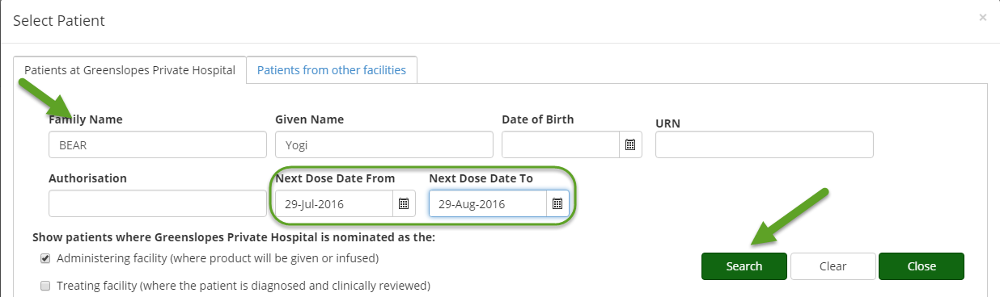 Select Patient ×
Patients at Greenslopes Private Hospital Patients from other facilities
Family Name Given Name Date of Birth URN
BEAR Yogi
Authorisation Next Dose Date From Next Dose Date To
29-Jul-2016 29-Aug-2016
Show patients where Greenslopes Private Hospital is nominated as the:
Administering facility (where product will be given or infused) Search Clear Close
Treating facility (where the patient is diagnosed and clinically reviewed)